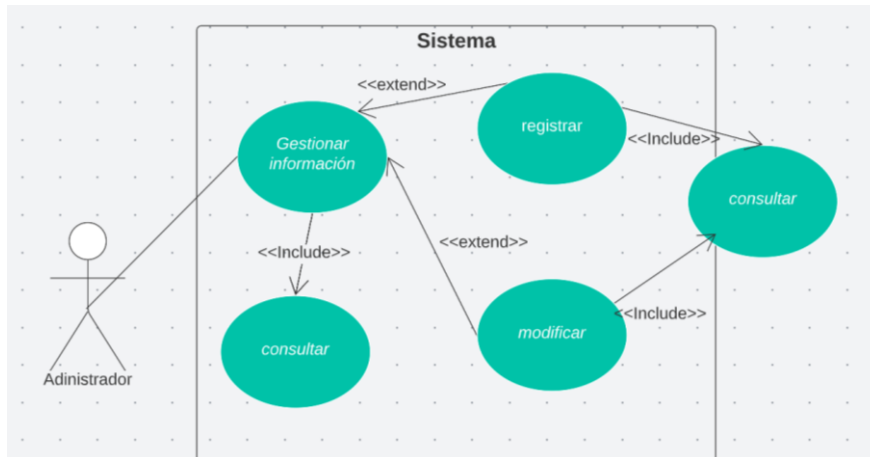 Sistema
<<extend>>
Gestionar
información
registrar
<<Include>>
consultar
<<Include>>
<<extend>>
consultar
modificar
<<Include>>
Adinistrador